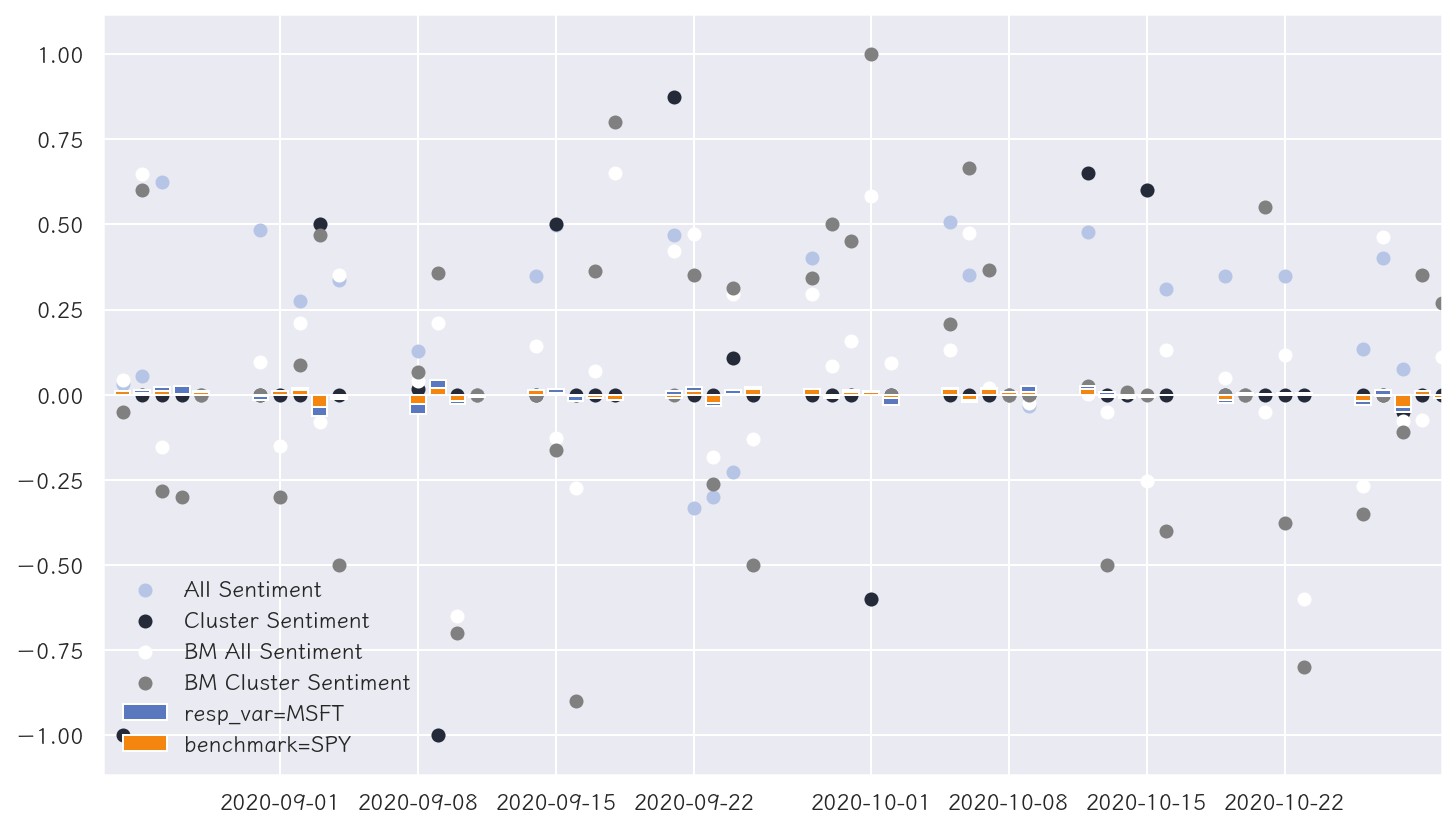 1.00
0.75
0.50
0.25
0.00
−0.25
−0.50
−0.75
−1.00
All Sentiment
Cluster Sentiment
BM All Sentiment
BM Cluster Sentiment
resp_var=MSFT
benchmark=SPY
2020-09-01 2020-09-08 2020-09-15 2020-09-22 2020-10-01 2020-10-08 2020-10-15 2020-10-22